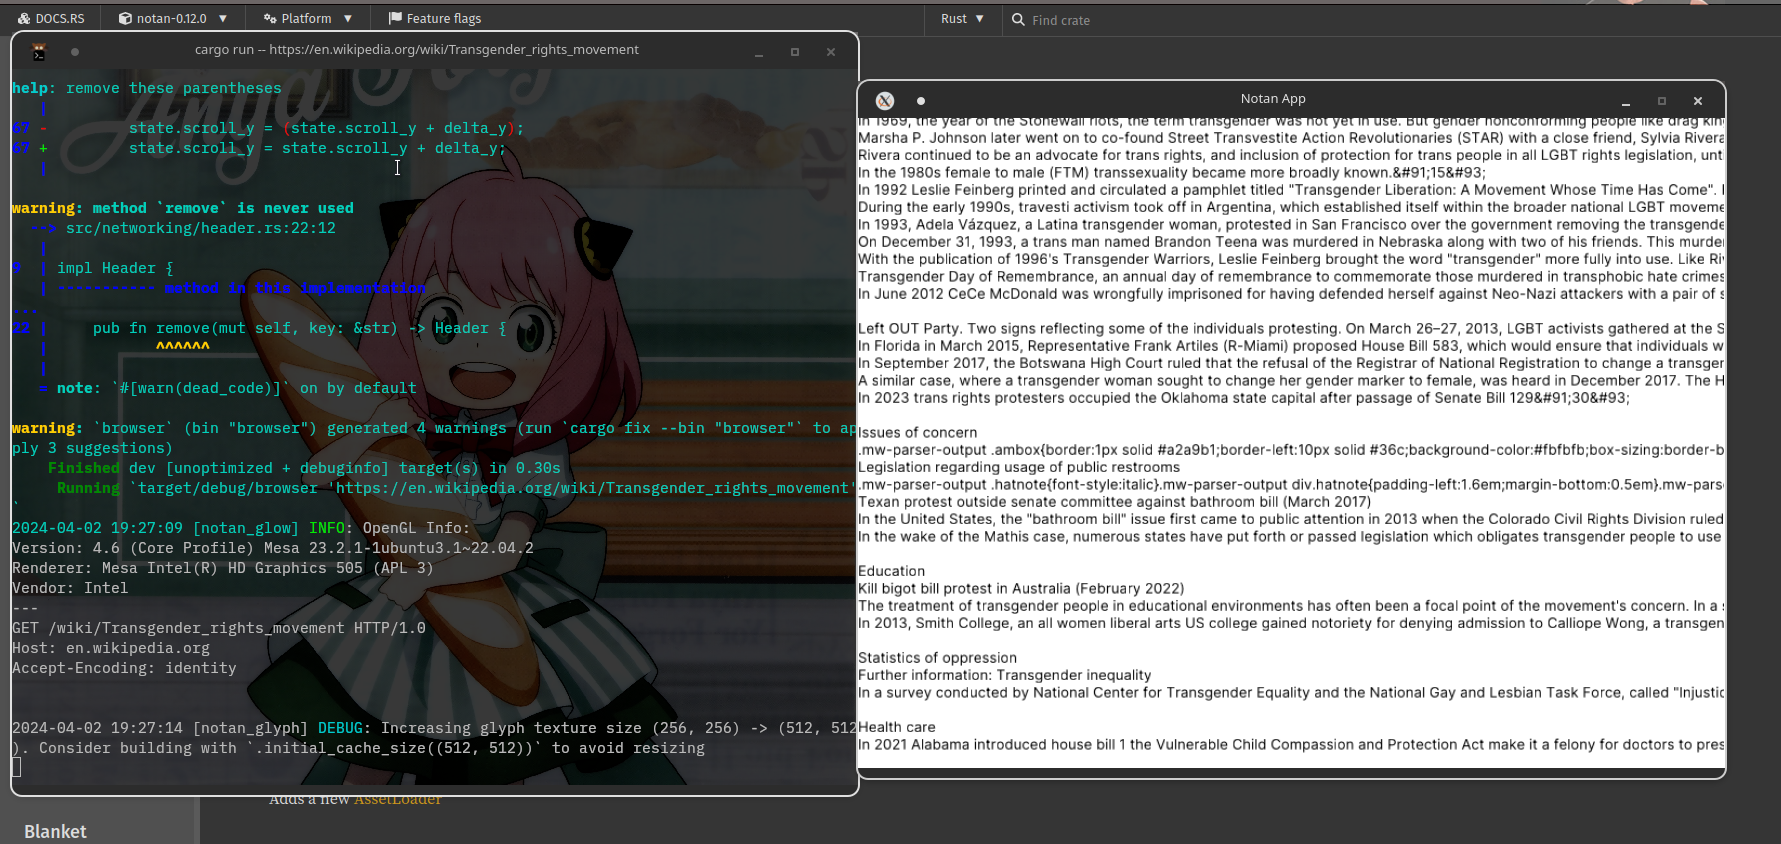 DOCS.RS
notan-0.12.0 ▼
Platform ▼
Feature flags
Rust ▼
Find crate
cargo run -- https://en.wikipedia.org/wiki/Transgender_rights_movement
help: remove these parentheses
|
67 -         state.scroll_y = (state.scroll_y + delta_y);
67 +         state.scroll_y = state.scroll_y + delta_y;
|
warning: method `remove` is never used
--> src/networking/header.rs:22:12
|
9  | impl Header {
| ----------- method in this implementation
...
22 |     pub fn remove(mut self, key: &str) -> Header {
|            ^^^^^^
|
= note: `#[warn(dead_code)]` on by default
warning: `browser` (bin "browser") generated 4 warnings (run `cargo fix --bin "browser"` to ap
ply 3 suggestions)
Finished dev [unoptimized + debuginfo] target(s) in 0.30s
Running `target/debug/browser 'https://en.wikipedia.org/wiki/Transgender_rights_movement'
`
2024-04-02 19:27:09 [notan_glow] INFO: OpenGL Info:
Version: 4.6 (Core Profile) Mesa 23.2.1-1ubuntu3.1~22.04.2
Renderer: Mesa Intel(R) HD Graphics 505 (APL 3)
Vendor: Intel
---
GET /wiki/Transgender_rights_movement HTTP/1.0
Host: en.wikipedia.org
Accept-Encoding: identity
2024-04-02 19:27:14 [notan_glyph] DEBUG: Increasing glyph texture size (256, 256) -> (512, 512
). Consider building with `.initial_cache_size((512, 512))` to avoid resizing
Notan App
In 1969, the year of the Stonewall riots, the term transgender was not yet in use. But gender nonconforming people like drag kin
Marsha P. Johnson later went on to co-found Street Transvestite Action Revolutionaries (STAR) with a close friend, Sylvia Rivera
Rivera continued to be an advocate for trans rights, and inclusion of protection for trans people in all LGBT rights legislation, unt
In the 1980s female to male (FTM) transsexuality became more broadly known.&#91;15&#93;
In 1992 Leslie Feinberg printed and circulated a pamphlet titled "Transgender Liberation: A Movement Whose Time Has Come".
During the early 1990s, travesti activism took off in Argentina, which established itself within the broader national LGBT moveme
In 1993, Adela Vázquez, a Latina transgender woman, protested in San Francisco over the government removing the transgende
On December 31, 1993, a trans man named Brandon Teena was murdered in Nebraska along with two of his friends. This murde
With the publication of 1996's Transgender Warriors, Leslie Feinberg brought the word "transgender" more fully into use. Like Ri
Transgender Day of Remembrance, an annual day of remembrance to commemorate those murdered in transphobic hate crimes
In June 2012 CeCe McDonald was wrongfully imprisoned for having defended herself against Neo-Nazi attackers with a pair of s
Left OUT Party. Two signs reflecting some of the individuals protesting. On March 26–27, 2013, LGBT activists gathered at the S
In Florida in March 2015, Representative Frank Artiles (R-Miami) proposed House Bill 583, which would ensure that individuals w
In September 2017, the Botswana High Court ruled that the refusal of the Registrar of National Registration to change a transger
A similar case, where a transgender woman sought to change her gender marker to female, was heard in December 2017. The H
In 2023 trans rights protesters occupied the Oklahoma state capital after passage of Senate Bill 129&#91;30&#93;
Issues of concern
.mw-parser-output .ambox{border:1px solid #a2a9b1;border-left:10px solid #36c;background-color:#fbfbfb;box-sizing:border-b
Legislation regarding usage of public restrooms
.mw-parser-output .hatnote{font-style:italic}.mw-parser-output div.hatnote{padding-left:1.6em;margin-bottom:0.5em}.mw-parse
Texan protest outside senate committee against bathroom bill (March 2017)
In the United States, the "bathroom bill" issue first came to public attention in 2013 when the Colorado Civil Rights Division ruled
In the wake of the Mathis case, numerous states have put forth or passed legislation which obligates transgender people to use
Education
Kill bigot bill protest in Australia (February 2022)
The treatment of transgender people in educational environments has often been a focal point of the movement's concern. In a s
In 2013, Smith College, an all women liberal arts US college gained notoriety for denying admission to Calliope Wong, a transgen
Statistics of oppression
Further information: Transgender inequality
In a survey conducted by National Center for Transgender Equality and the National Gay and Lesbian Task Force, called "Injustic
Health care
In 2021 Alabama introduced house bill 1 the Vulnerable Child Compassion and Protection Act make it a felony for doctors to pres
Adds a new AssetLoader
Blanket